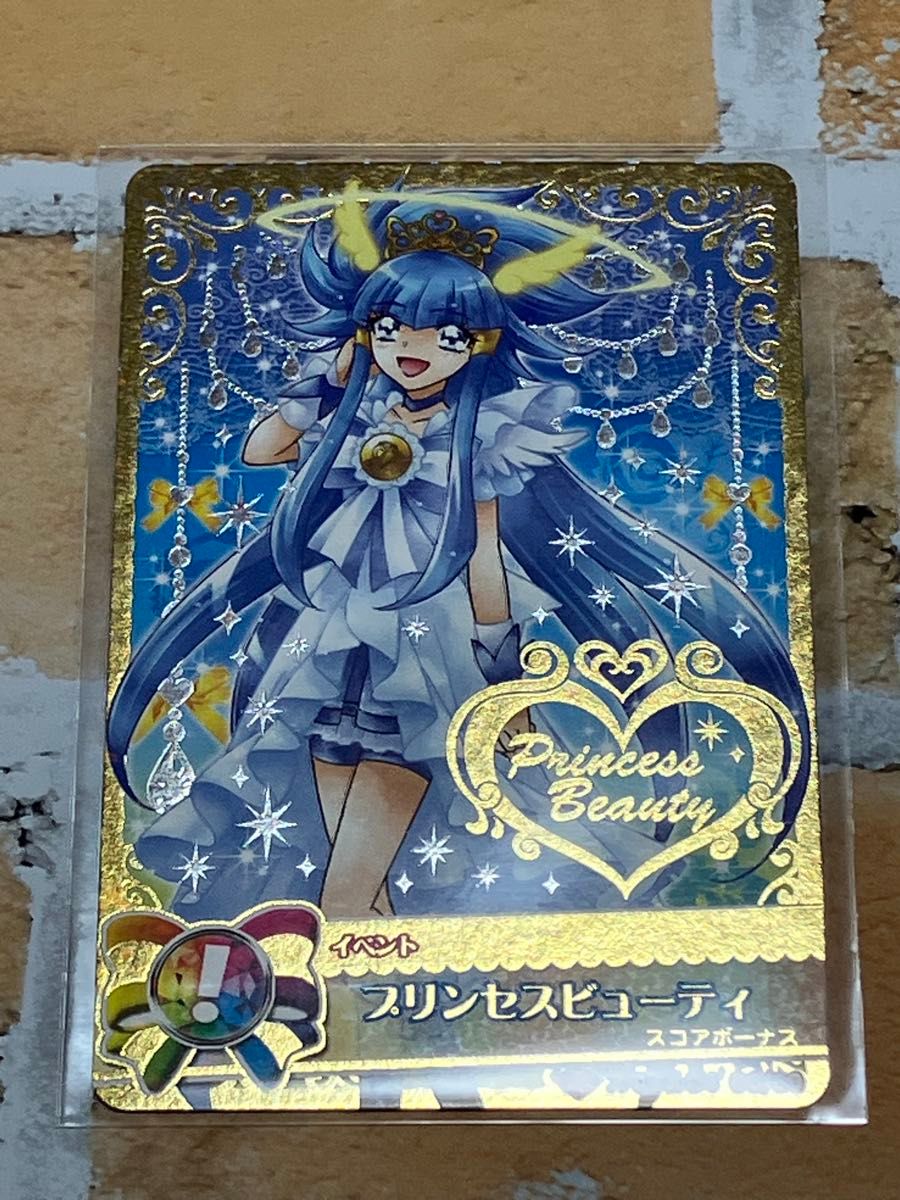 Princess
Beauty
イベント
プリンセスビューティ
スコアボーナス